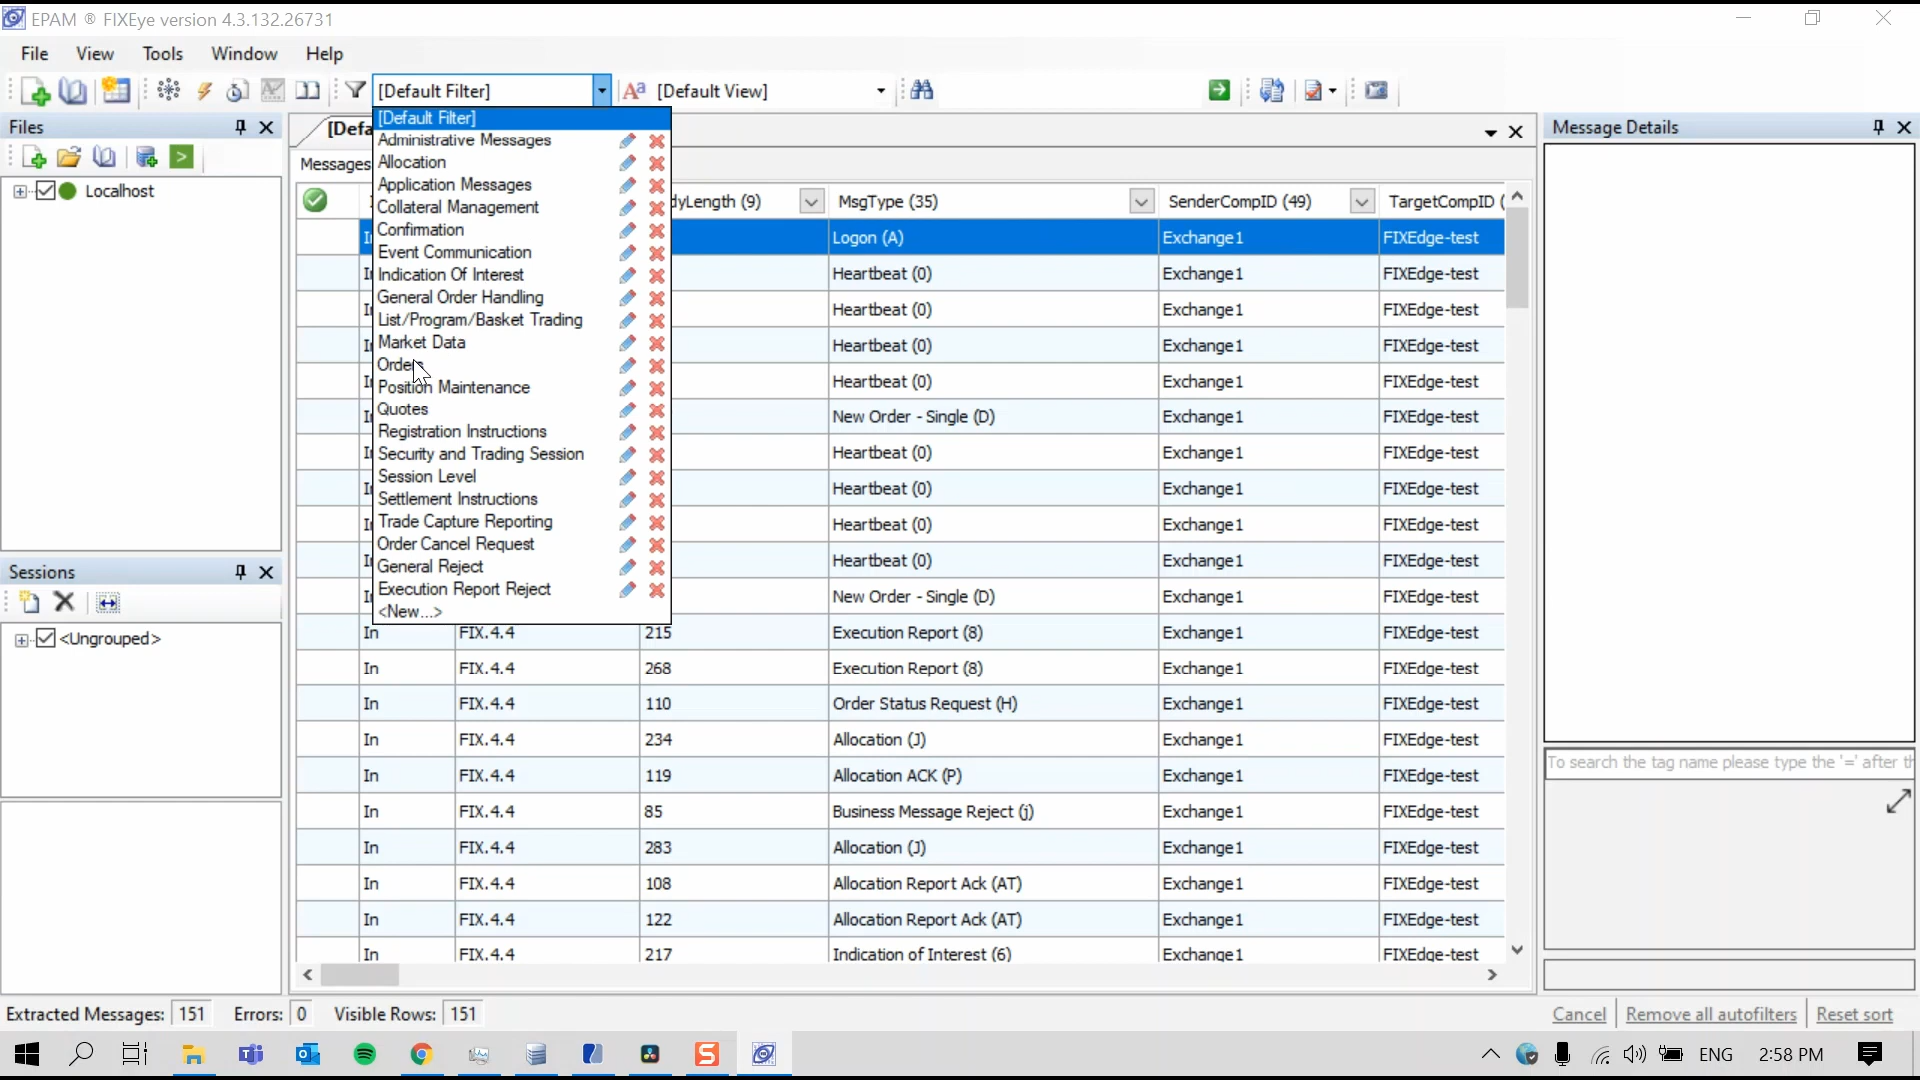 EPAM ® FIXEye version 4.3.132.26731
File View Tools Window Help
[Default Filter] Aa [Default View]
Files
Localhost
Sessions
<Ungrouped>
[Default Filter]
Administrative Messages
Allocation
Application Messages
Collateral Management
Confirmation
Event Communication
Indication Of Interest
General Order Handling
List/Program/Basket Trading
Market Data
Orders
Position Maintenance
Quotes
Registration Instructions
Security and Trading Session
Session Level
Settlement Instructions
Trade Capture Reporting
Order Cancel Request
General Reject
Execution Report Reject
<New...>
[Defa
Messages
dyLength (9) MsgType (35) SenderCompID (49) TargetCompID (
Logon (A) Exchange1 FIXEdge-test
Heartbeat (0) Exchange1 FIXEdge-test
Heartbeat (0) Exchange1 FIXEdge-test
Heartbeat (0) Exchange1 FIXEdge-test
Heartbeat (0) Exchange1 FIXEdge-test
New Order - Single (D) Exchange1 FIXEdge-test
Heartbeat (0) Exchange1 FIXEdge-test
Heartbeat (0) Exchange1 FIXEdge-test
Heartbeat (0) Exchange1 FIXEdge-test
Heartbeat (0) Exchange1 FIXEdge-test
New Order - Single (D) Exchange1 FIXEdge-test
In FIX.4.4 215 Execution Report (8) Exchange1 FIXEdge-test
In FIX.4.4 268 Execution Report (8) Exchange1 FIXEdge-test
In FIX.4.4 110 Order Status Request (H) Exchange1 FIXEdge-test
In FIX.4.4 234 Allocation (J) Exchange1 FIXEdge-test
In FIX.4.4 119 Allocation ACK (P) Exchange1 FIXEdge-test
In FIX.4.4 85 Business Message Reject (j) Exchange1 FIXEdge-test
In FIX.4.4 283 Allocation (J) Exchange1 FIXEdge-test
In FIX.4.4 108 Allocation Report Ack (AT) Exchange1 FIXEdge-test
In FIX.4.4 122 Allocation Report Ack (AT) Exchange1 FIXEdge-test
In FIX.4.4 217 Indication of Interest (6) Exchange1 FIXEdge-test
Message Details
To search the tag name please type the '=' after th
Extracted Messages: 151 Errors: 0 Visible Rows: 151 Cancel Remove all autofilters Reset sort
ENG 2:58 PM